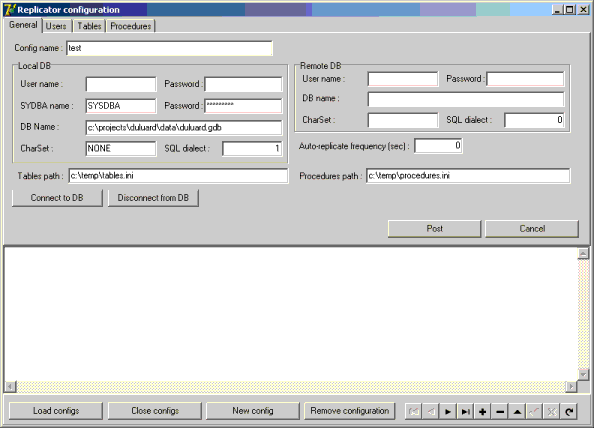 Replicator configuration
General Users Tables Procedures
Config name : test
Local DB
User name : Password :
SYDBA name : SYSDBA Password : *********
DB Name : c:\projects\duluard\data\duluard.gdb
CharSet : NONE SQL dialect : 1
Remote DB
User name : Password :
DB name :
CharSet : SQL dialect : 0
Auto-replicate frequency (sec) : 0
Tables path : c:\temp\tables.ini
Procedures path : c:\temp\procedures.ini
Connect to DB Disconnect from DB
Post Cancel
Load configs Close configs New config Remove configuration